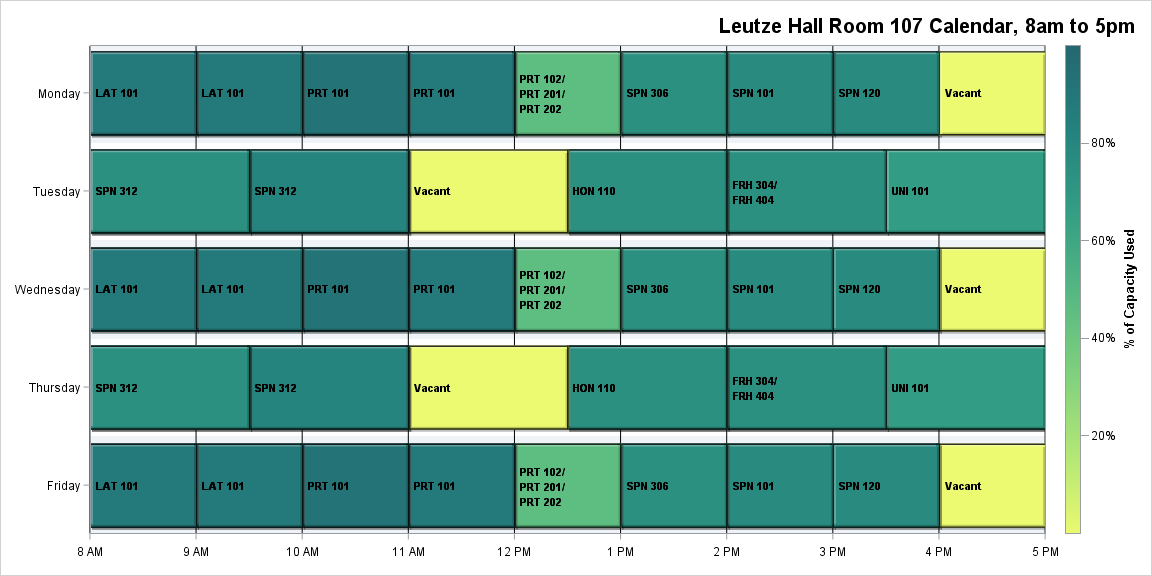 Leutze Hall Room 107 Calendar, 8am to 5pm
Monday
LAT 101
LAT 101
PRT 101
PRT 101
PRT 102/
PRT 201/
PRT 202
SPN 306
SPN 101
SPN 120
Vacant
Tuesday
SPN 312
SPN 312
Vacant
HON 110
FRH 304/
FRH 404
UNI 101
Wednesday
LAT 101
LAT 101
PRT 101
PRT 101
PRT 102/
PRT 201/
PRT 202
SPN 306
SPN 101
SPN 120
Vacant
Thursday
SPN 312
SPN 312
Vacant
HON 110
FRH 304/
FRH 404
UNI 101
Friday
LAT 101
LAT 101
PRT 101
PRT 101
PRT 102/
PRT 201/
PRT 202
SPN 306
SPN 101
SPN 120
Vacant
8 AM
9 AM
10 AM
11 AM
12 PM
1 PM
2 PM
3 PM
4 PM
5 PM
80%
60%
40%
20%
% of Capacity Used